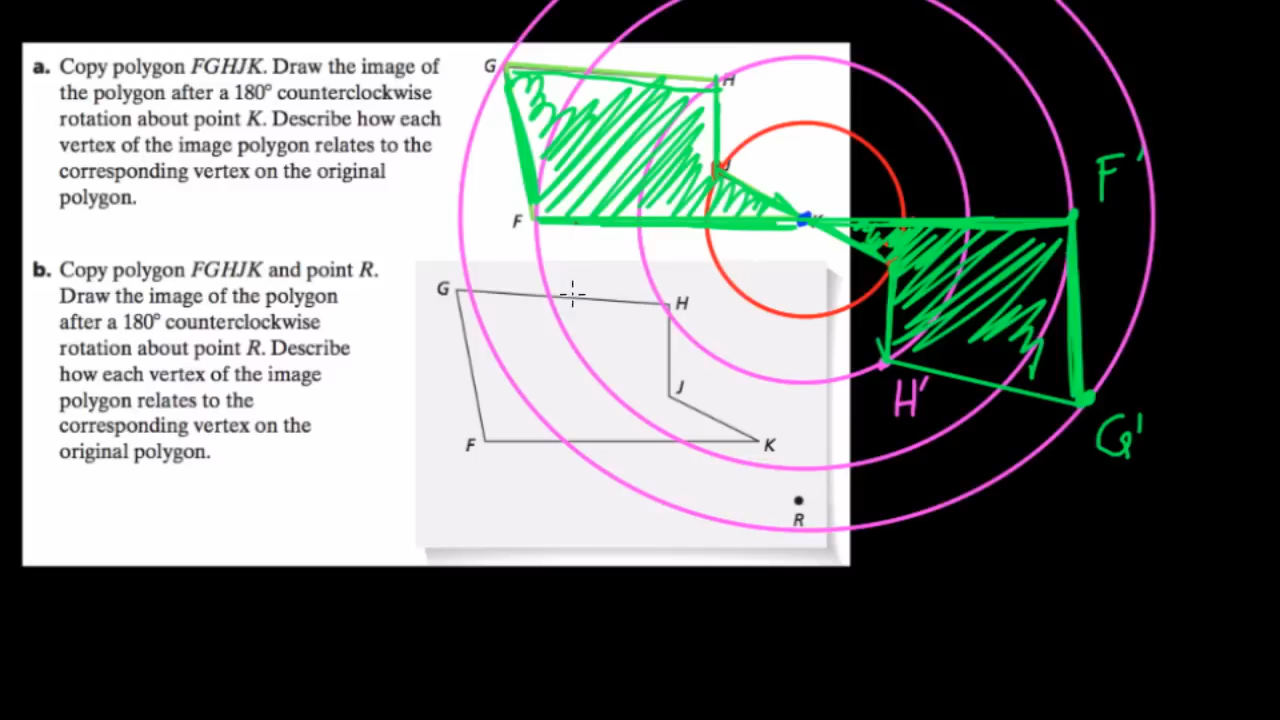 a. Copy polygon FGHJK. Draw the image of
the polygon after a 180° counterclockwise
rotation about point K. Describe how each
vertex of the image polygon relates to the
corresponding vertex on the original
polygon.
G
H
J
F
K
F'
H'
G'
b. Copy polygon FGHJK and point R.
Draw the image of the polygon
after a 180° counterclockwise
rotation about point R. Describe
how each vertex of the image
polygon relates to the
corresponding vertex on the
original polygon.
G
H
J
F
K
R